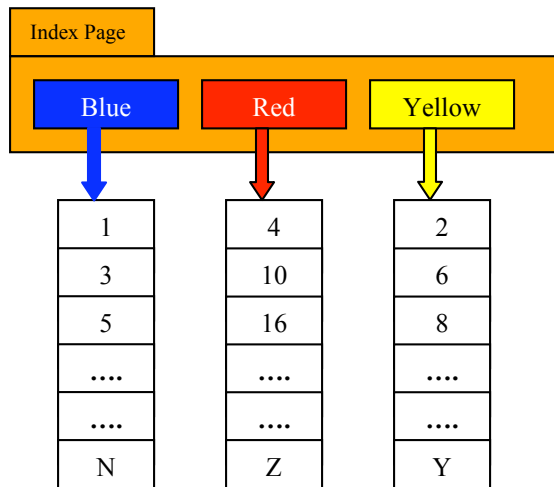 Index Page
Blue Red Yellow
1 4 2
3 10 6
5 16 8
.... .... ....
.... .... ....
N Z Y